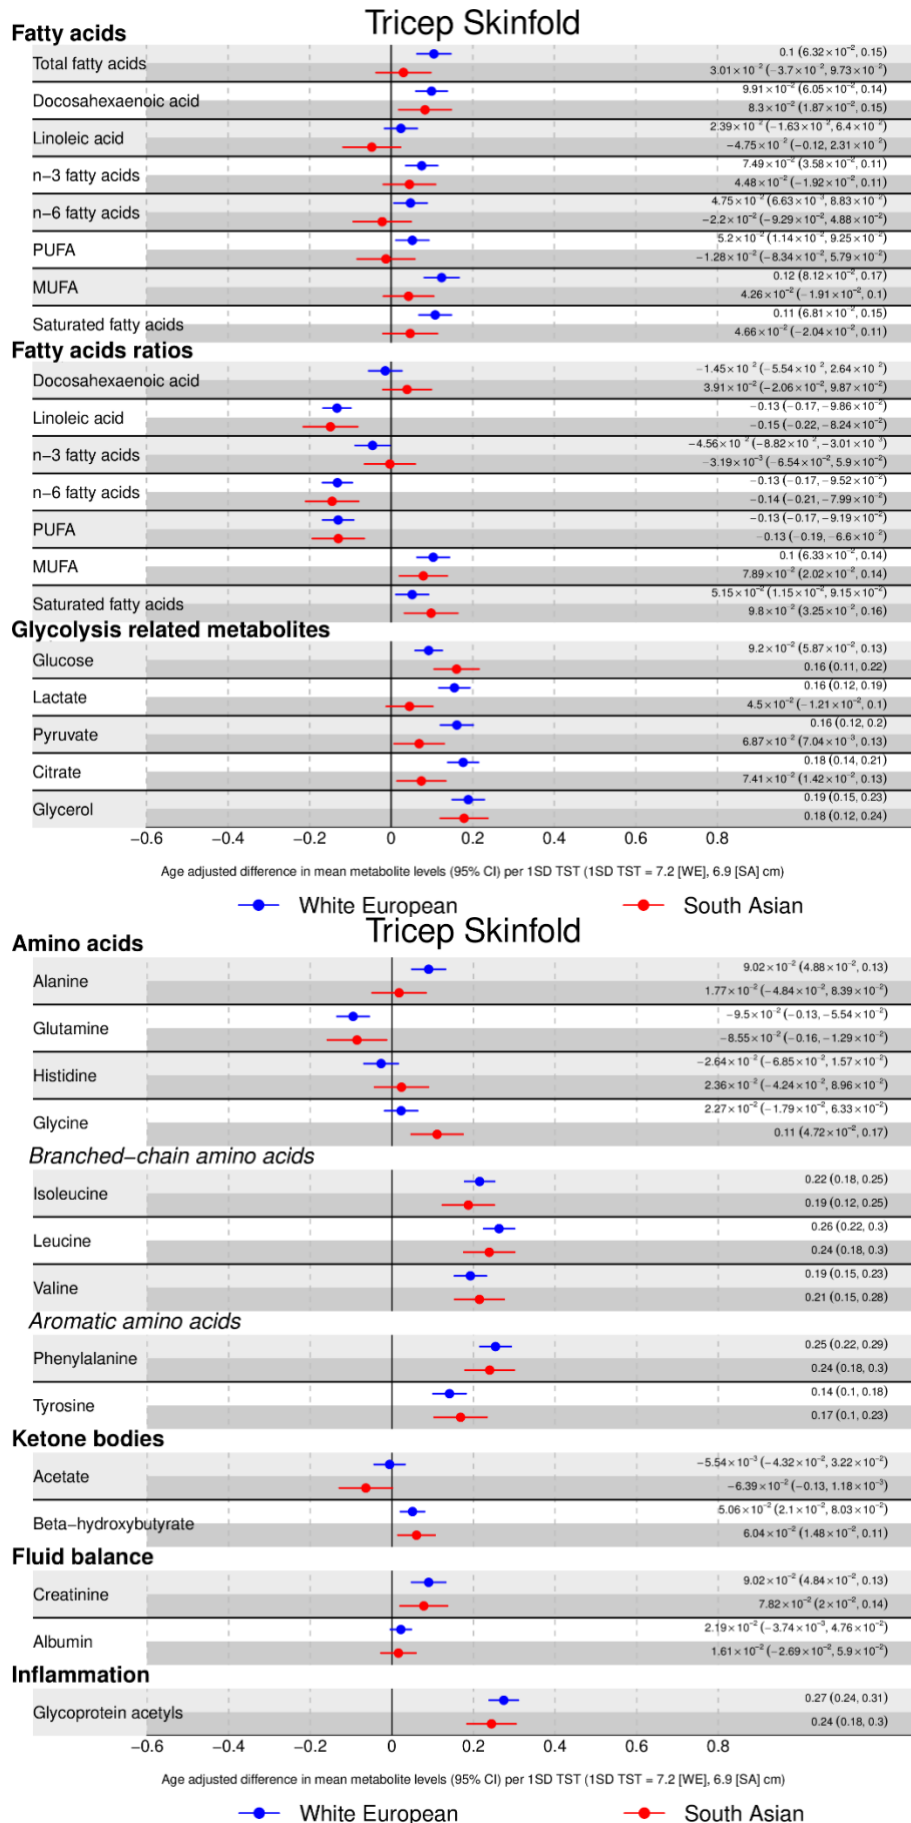 Tricep Skinfold
Fatty acids
Total fatty acids
0.1 (6.32×10⁻², 0.15)
3.01×10⁻² (−3.7×10⁻², 9.73×10⁻²)
Docosahexaenoic acid
9.91×10⁻² (6.05×10⁻², 0.14)
8.3×10⁻² (1.87×10⁻², 0.15)
Linoleic acid
2.39×10⁻² (−1.63×10⁻², 6.4×10⁻²)
−4.75×10⁻² (−0.12, 2.31×10⁻²)
n−3 fatty acids
7.49×10⁻² (3.58×10⁻², 0.11)
4.48×10⁻² (−1.92×10⁻², 0.11)
n−6 fatty acids
4.75×10⁻² (6.63×10⁻³, 8.83×10⁻²)
−2.2×10⁻² (−9.29×10⁻², 4.88×10⁻²)
PUFA
5.2×10⁻² (1.14×10⁻², 9.25×10⁻²)
−1.28×10⁻² (−8.34×10⁻², 5.79×10⁻²)
MUFA
0.12 (8.12×10⁻², 0.17)
4.26×10⁻² (−1.91×10⁻², 0.1)
Saturated fatty acids
0.11 (6.81×10⁻², 0.15)
4.66×10⁻² (−2.04×10⁻², 0.11)
Fatty acids ratios
Docosahexaenoic acid
−1.45×10⁻² (−5.54×10⁻², 2.64×10⁻²)
3.91×10⁻² (−2.06×10⁻², 9.87×10⁻²)
Linoleic acid
−0.13 (−0.17, −9.86×10⁻²)
−0.15 (−0.22, −8.24×10⁻²)
n−3 fatty acids
−4.56×10⁻² (−8.82×10⁻², −3.01×10⁻³)
−3.19×10⁻³ (−6.54×10⁻², 5.9×10⁻²)
n−6 fatty acids
−0.13 (−0.17, −9.52×10⁻²)
−0.14 (−0.21, −7.99×10⁻²)
PUFA
−0.13 (−0.17, −9.19×10⁻²)
−0.13 (−0.19, −6.6×10⁻²)
MUFA
0.1 (6.33×10⁻², 0.14)
7.89×10⁻² (2.02×10⁻², 0.14)
Saturated fatty acids
5.15×10⁻² (1.15×10⁻², 9.15×10⁻²)
9.8×10⁻² (3.25×10⁻², 0.16)
Glycolysis related metabolites
Glucose
9.2×10⁻² (5.87×10⁻², 0.13)
0.16 (0.11, 0.22)
Lactate
0.16 (0.12, 0.19)
4.5×10⁻² (−1.21×10⁻², 0.1)
Pyruvate
0.16 (0.12, 0.2)
6.87×10⁻² (7.04×10⁻³, 0.13)
Citrate
0.18 (0.14, 0.21)
7.41×10⁻² (1.42×10⁻², 0.13)
Glycerol
0.19 (0.15, 0.23)
0.18 (0.12, 0.24)
−0.6 −0.4 −0.2 0 0.2 0.4 0.6 0.8
Age adjusted difference in mean metabolite levels (95% CI) per 1SD TST (1SD TST = 7.2 [WE], 6.9 [SA] cm)
White European South Asian
Tricep Skinfold
Amino acids
Alanine
9.02×10⁻² (4.88×10⁻², 0.13)
1.77×10⁻² (−4.84×10⁻², 8.39×10⁻²)
Glutamine
−9.5×10⁻² (−0.13, −5.54×10⁻²)
−8.55×10⁻² (−0.16, −1.29×10⁻²)
Histidine
−2.64×10⁻² (−6.85×10⁻², 1.57×10⁻²)
2.36×10⁻² (−4.24×10⁻², 8.96×10⁻²)
Glycine
2.27×10⁻² (−1.79×10⁻², 6.33×10⁻²)
0.11 (4.72×10⁻², 0.17)
Branched−chain amino acids
Isoleucine
0.22 (0.18, 0.25)
0.19 (0.12, 0.25)
Leucine
0.26 (0.22, 0.3)
0.24 (0.18, 0.3)
Valine
0.19 (0.15, 0.23)
0.21 (0.15, 0.28)
Aromatic amino acids
Phenylalanine
0.25 (0.22, 0.29)
0.24 (0.18, 0.3)
Tyrosine
0.14 (0.1, 0.18)
0.17 (0.1, 0.23)
Ketone bodies
Acetate
−5.54×10⁻³ (−4.32×10⁻², 3.22×10⁻²)
−6.39×10⁻² (−0.13, 1.18×10⁻³)
Beta−hydroxybutyrate
5.06×10⁻² (2.1×10⁻², 8.03×10⁻²)
6.04×10⁻² (1.48×10⁻², 0.11)
Fluid balance
Creatinine
9.02×10⁻² (4.84×10⁻², 0.13)
7.82×10⁻² (2×10⁻², 0.14)
Albumin
2.19×10⁻² (−3.74×10⁻³, 4.76×10⁻²)
1.61×10⁻² (−2.69×10⁻², 5.9×10⁻²)
Inflammation
Glycoprotein acetyls
0.27 (0.24, 0.31)
0.24 (0.18, 0.3)
−0.6 −0.4 −0.2 0 0.2 0.4 0.6 0.8
Age adjusted difference in mean metabolite levels (95% CI) per 1SD TST (1SD TST = 7.2 [WE], 6.9 [SA] cm)
White European South Asian